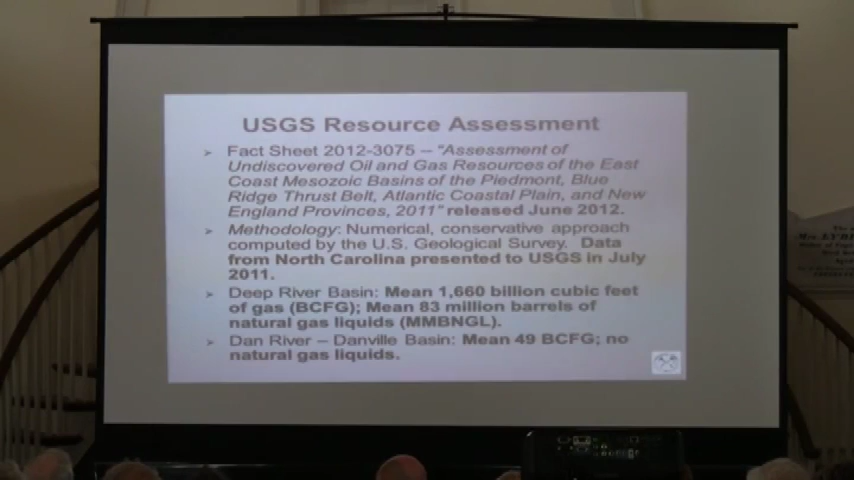 USGS Resource Assessment
➢ Fact Sheet 2012-3075 – "Assessment of
Undiscovered Oil and Gas Resources of the East
Coast Mesozoic Basins of the Piedmont, Blue
Ridge Thrust Belt, Atlantic Coastal Plain, and New
England Provinces, 2011" released June 2012.
➢ Methodology: Numerical, conservative approach
computed by the U.S. Geological Survey. Data
from North Carolina presented to USGS in July
2011.
➢ Deep River Basin: Mean 1,660 billion cubic feet
of gas (BCFG); Mean 83 million barrels of
natural gas liquids (MMBNGL).
➢ Dan River – Danville Basin: Mean 49 BCFG; no
natural gas liquids.